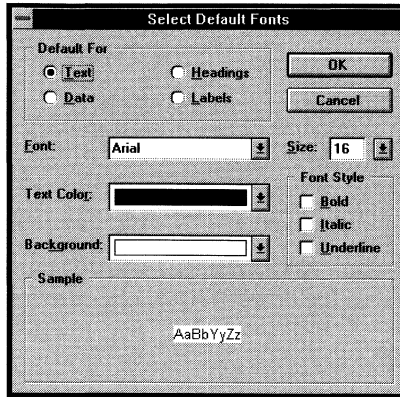 Select Default Fonts
Default For
Text
Headings
Data
Labels
OK
Cancel
Font:
Arial
Size:
16
Text Color:
Font Style
Bold
Italic
Underline
Background:
Sample
AaBbYyZz